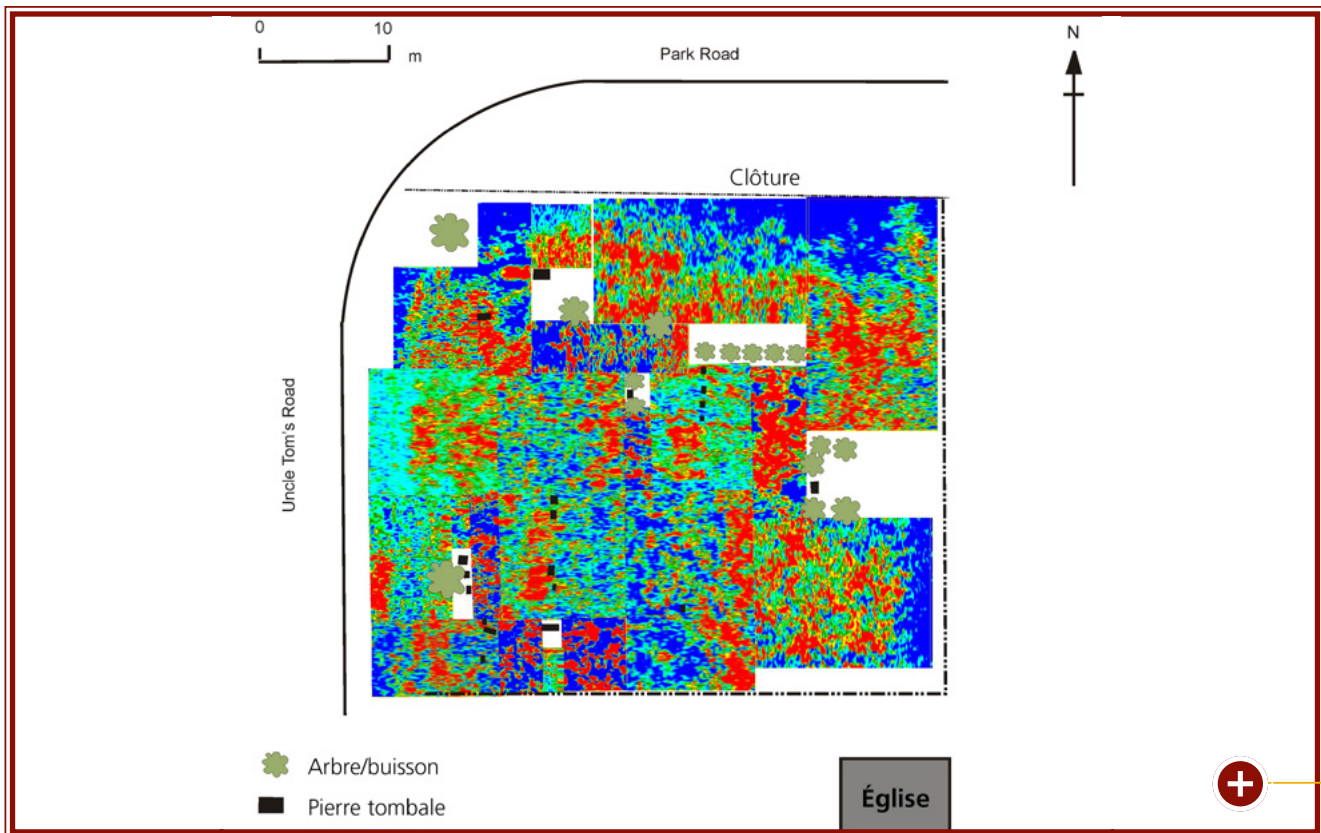 0 10
m
Park Road
N
Clôture
Uncle Tom's Road
Arbre/buisson
Pierre tombale
Église